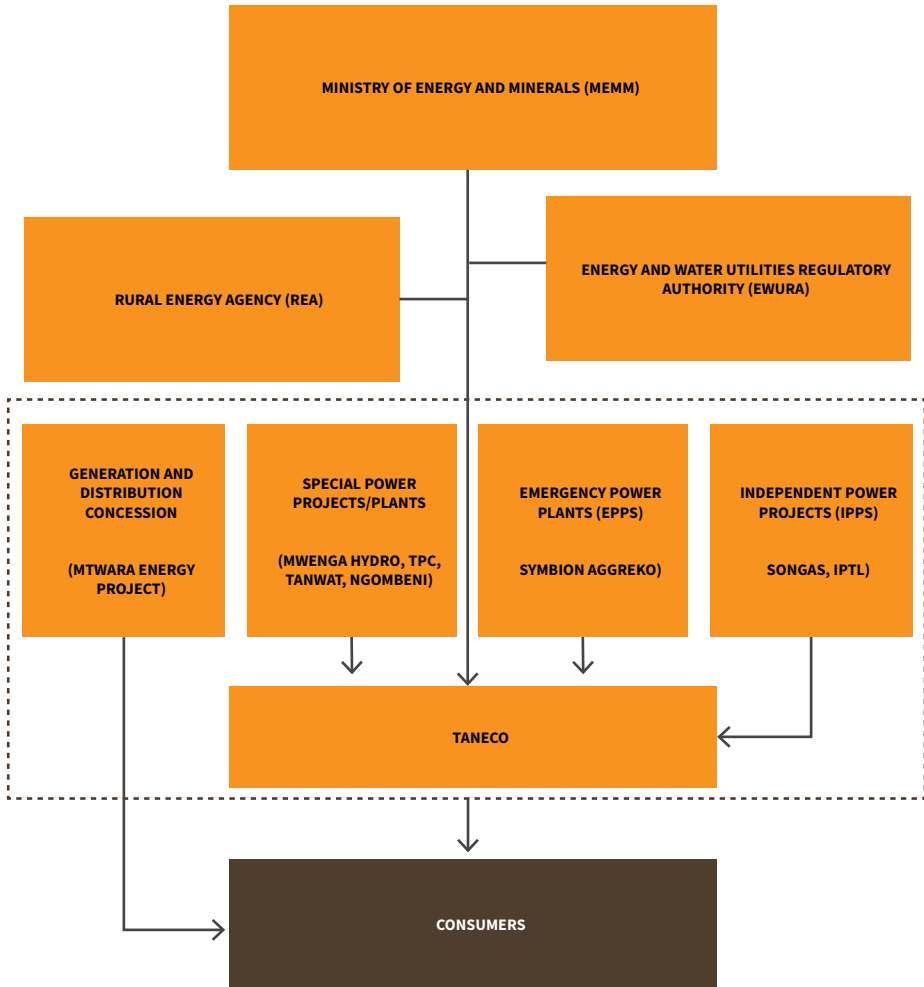 MINISTRY OF ENERGY AND MINERALS (MEMM)
RURAL ENERGY AGENCY (REA)
ENERGY AND WATER UTILITIES REGULATORY
AUTHORITY (EWURA)
GENERATION AND
DISTRIBUTION
CONCESSION
(MTWARA ENERGY
PROJECT)
SPECIAL POWER
PROJECTS/PLANTS
(MWENGA HYDRO, TPC,
TANWAT, NGOMBENI)
EMERGENCY POWER
PLANTS (EPPS)
SYMBION AGGREKO)
INDEPENDENT POWER
PROJECTS (IPPS)
SONGAS, IPTL)
TANECO
CONSUMERS